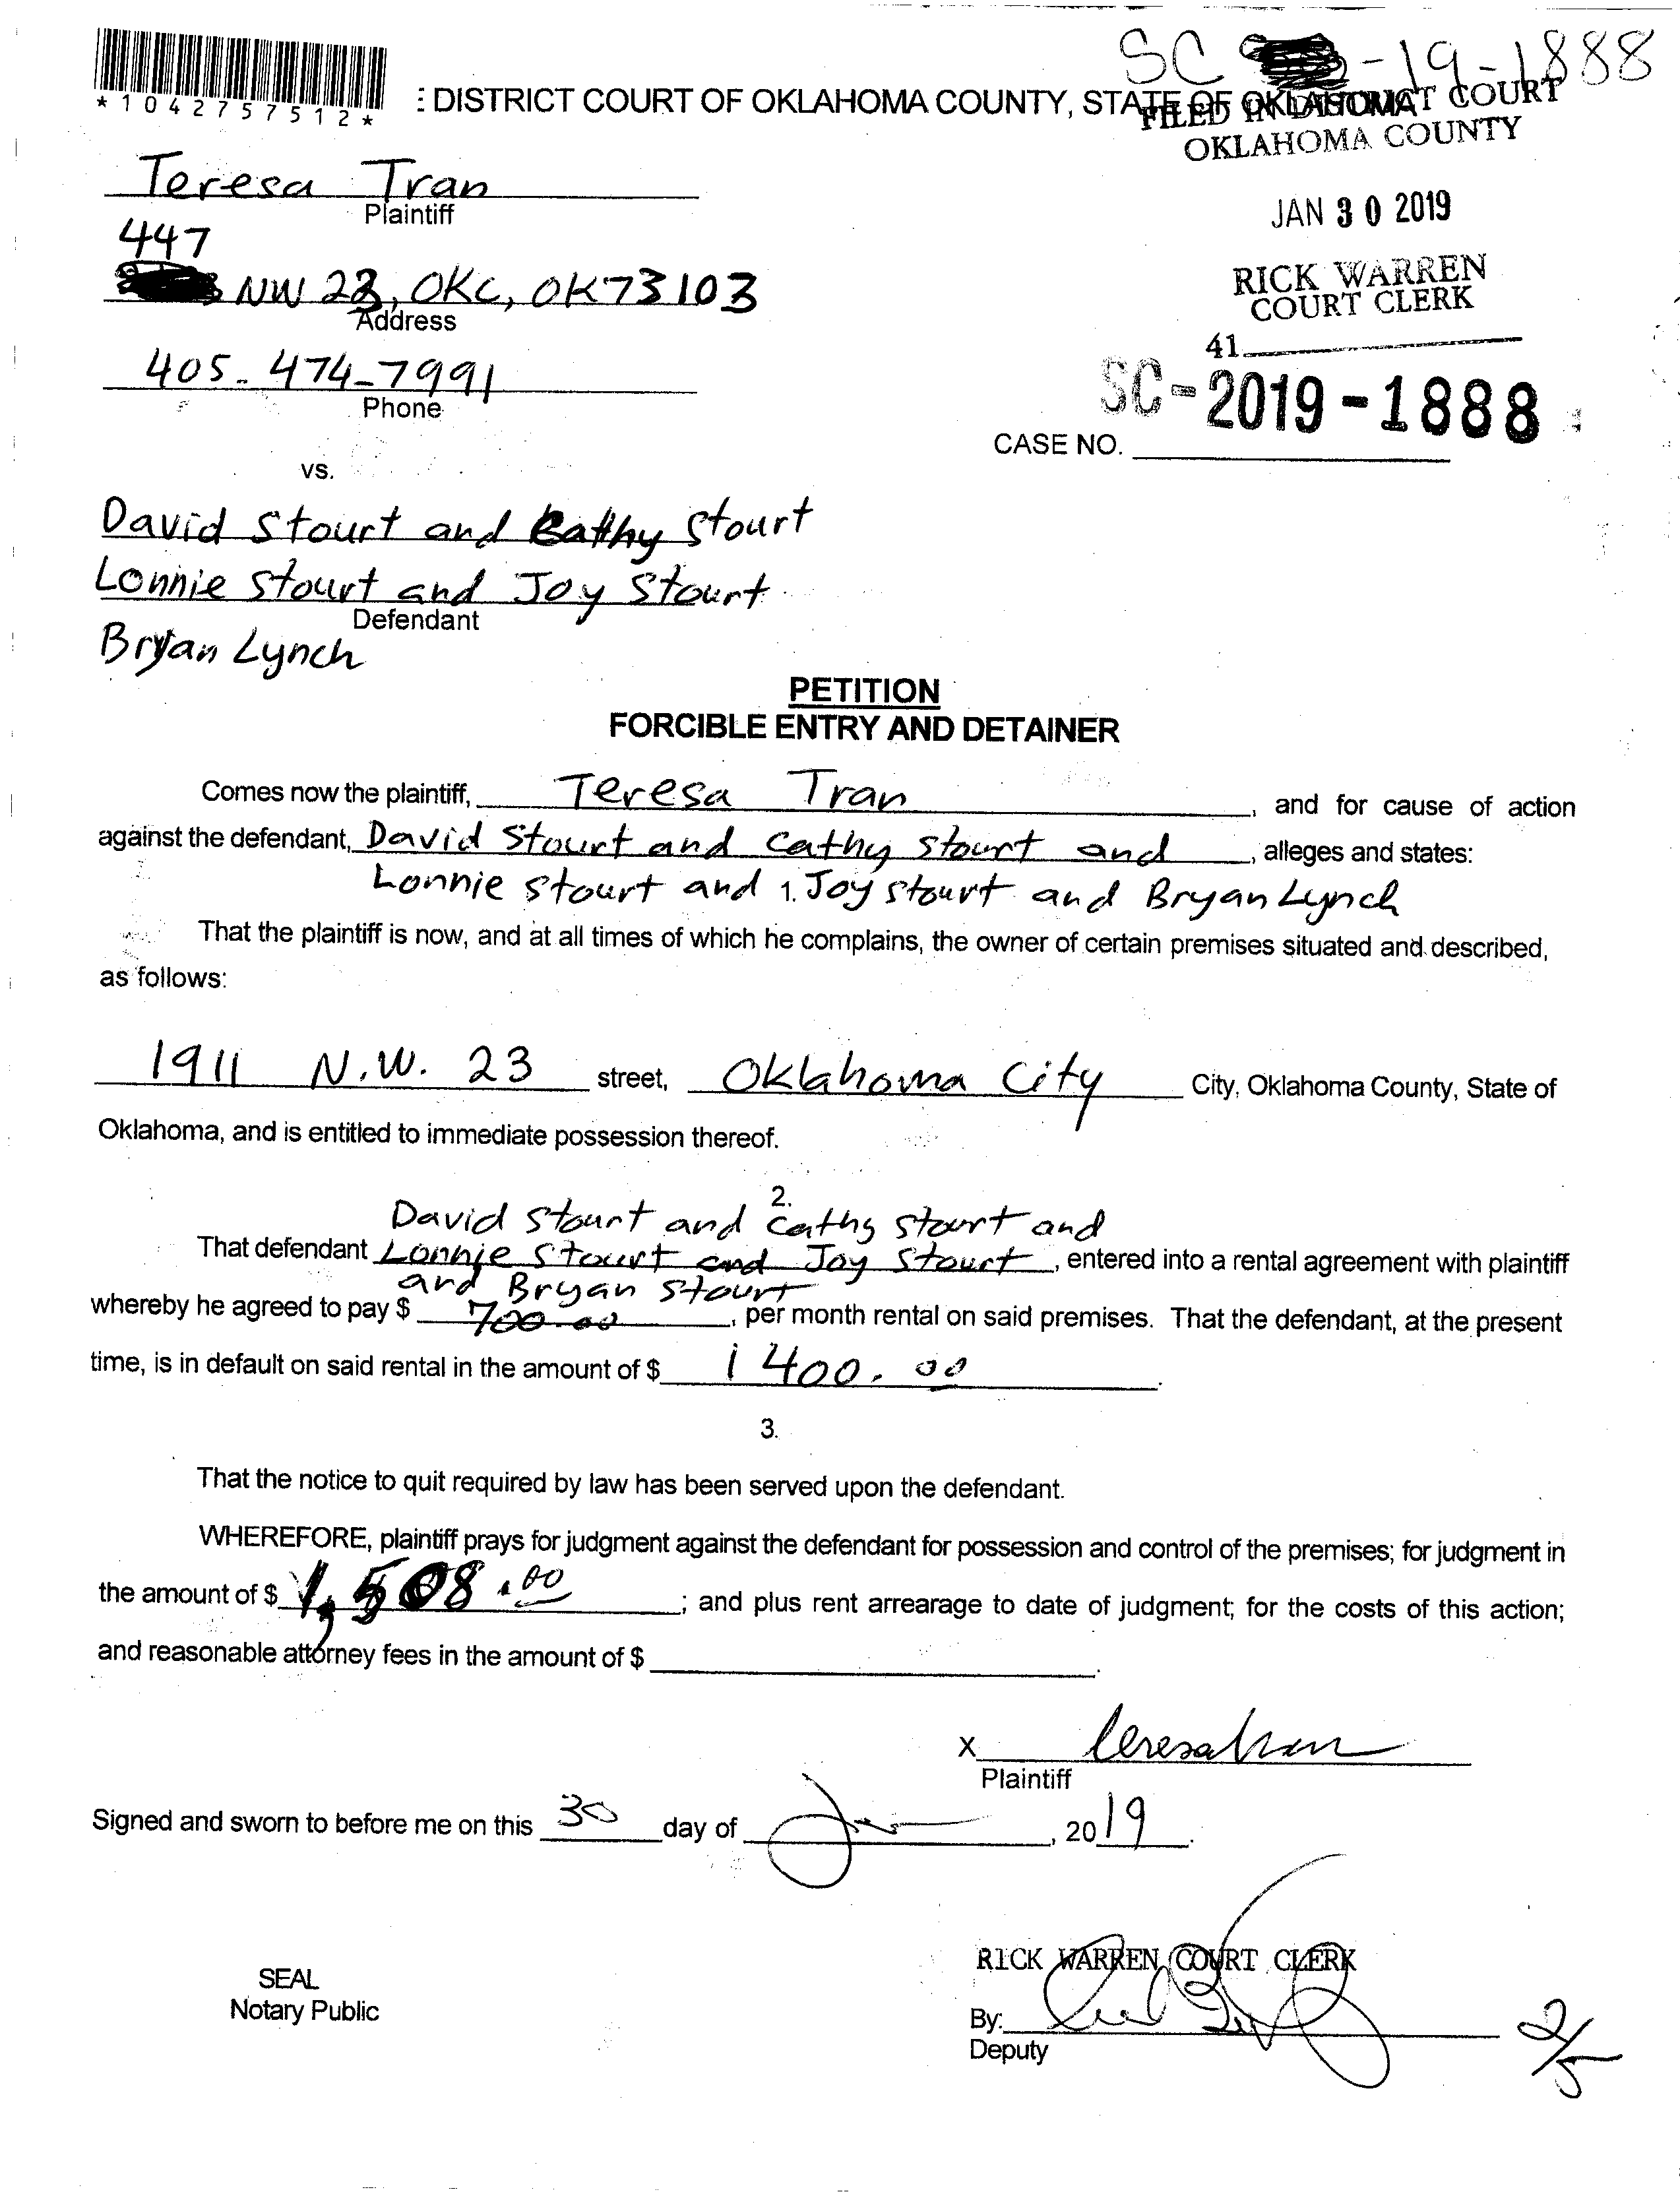 SC -19-1888
*1042757512*
: DISTRICT COURT OF OKLAHOMA COUNTY, STATE OF OKLAHOMA
FILED IN DISTRICT COURT
OKLAHOMA COUNTY
Teresa Tran
Plaintiff
JAN 30 2019
447
NW 23, OKC, OK 73103
Address
RICK WARREN
COURT CLERK
41
405-474-7991
Phone
SC-2019-1888
CASE NO.
vs.
David Stourt and Cathy Stourt
Lonnie Stourt and Joy Stourt
Defendant
Bryan Lynch
PETITION
FORCIBLE ENTRY AND DETAINER
Comes now the plaintiff, Teresa Tran, and for cause of action
against the defendant, David Stourt and Cathy Stourt and, alleges and states:
Lonnie Stourt and 1. Joy Stourt and Bryan Lynch
That the plaintiff is now, and at all times of which he complains, the owner of certain premises situated and described,
as follows:
1911 N.W. 23 street, Oklahoma City City, Oklahoma County, State of
Oklahoma, and is entitled to immediate possession thereof.
2.
David Stourt and Cathy Stourt and
That defendant Lonnie Stourt and Joy Stourt, entered into a rental agreement with plaintiff
and Bryan Stourt
whereby he agreed to pay $ 700.00, per month rental on said premises. That the defendant, at the present
time, is in default on said rental in the amount of $ 1400.00.
3.
That the notice to quit required by law has been served upon the defendant.
WHEREFORE, plaintiff prays for judgment against the defendant for possession and control of the premises; for judgment in
the amount of $ 1,508.00; and plus rent arrearage to date of judgment; for the costs of this action;
and reasonable attorney fees in the amount of $.
X Teresa Tran
Plaintiff
Signed and sworn to before me on this 30 day of Jan, 2019.
RICK WARREN COURT CLERK
SEAL
Notary Public
By:
Deputy
2/5